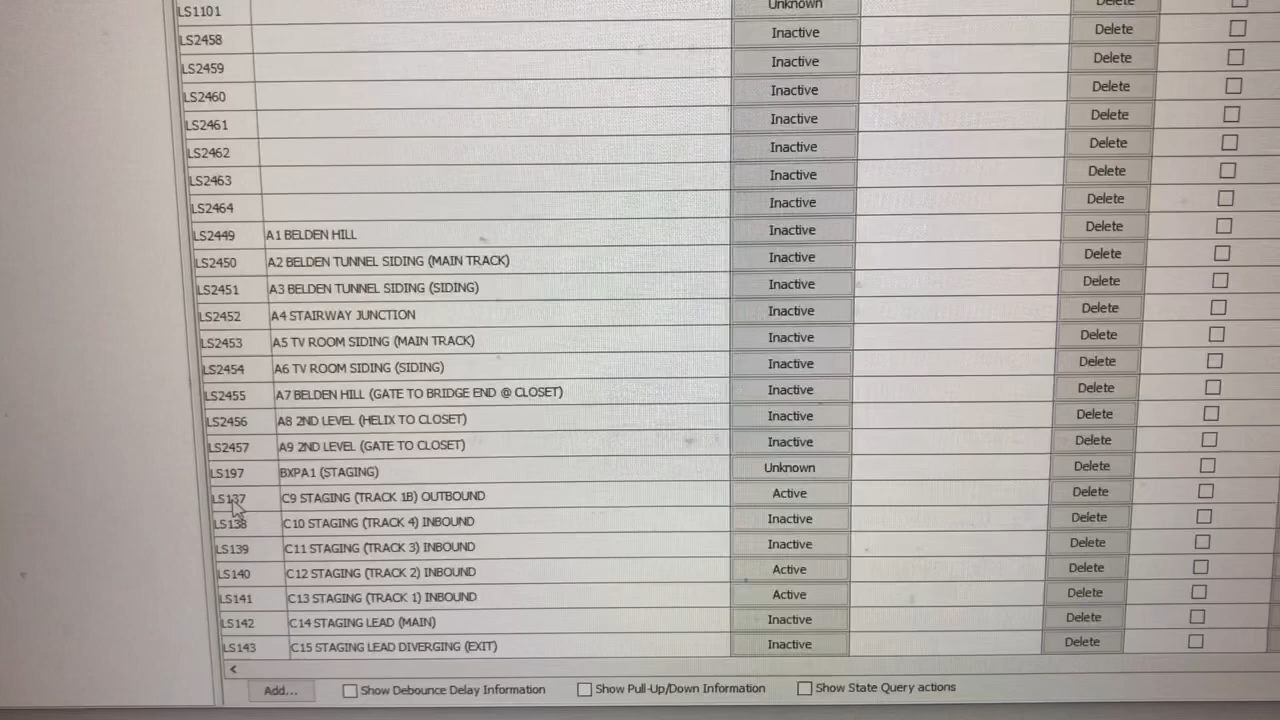 LS1101 Unknown Delete
LS2458 Inactive Delete
LS2459 Inactive Delete
LS2460 Inactive Delete
LS2461 Inactive Delete
LS2462 Inactive Delete
LS2463 Inactive Delete
LS2464 Inactive Delete
LS2449 A1 BELDEN HILL Inactive Delete
LS2450 A2 BELDEN TUNNEL SIDING (MAIN TRACK) Inactive Delete
LS2451 A3 BELDEN TUNNEL SIDING (SIDING) Inactive Delete
LS2452 A4 STAIRWAY JUNCTION Inactive Delete
LS2453 A5 TV ROOM SIDING (MAIN TRACK) Inactive Delete
LS2454 A6 TV ROOM SIDING (SIDING) Inactive Delete
LS2455 A7 BELDEN HILL (GATE TO BRIDGE END @ CLOSET) Inactive Delete
LS2456 A8 2ND LEVEL (HELIX TO CLOSET) Inactive Delete
LS2457 A9 2ND LEVEL (GATE TO CLOSET) Inactive Delete
LS197 BXPA1 (STAGING) Unknown Delete
LS137 C9 STAGING (TRACK 1B) OUTBOUND Active Delete
LS138 C10 STAGING (TRACK 4) INBOUND Inactive Delete
LS139 C11 STAGING (TRACK 3) INBOUND Inactive Delete
LS140 C12 STAGING (TRACK 2) INBOUND Active Delete
LS141 C13 STAGING (TRACK 1) INBOUND Active Delete
LS142 C14 STAGING LEAD (MAIN) Inactive Delete
LS143 C15 STAGING LEAD DIVERGING (EXIT) Inactive Delete
Add... Show Debounce Delay Information Show Pull-Up/Down Information Show State Query actions